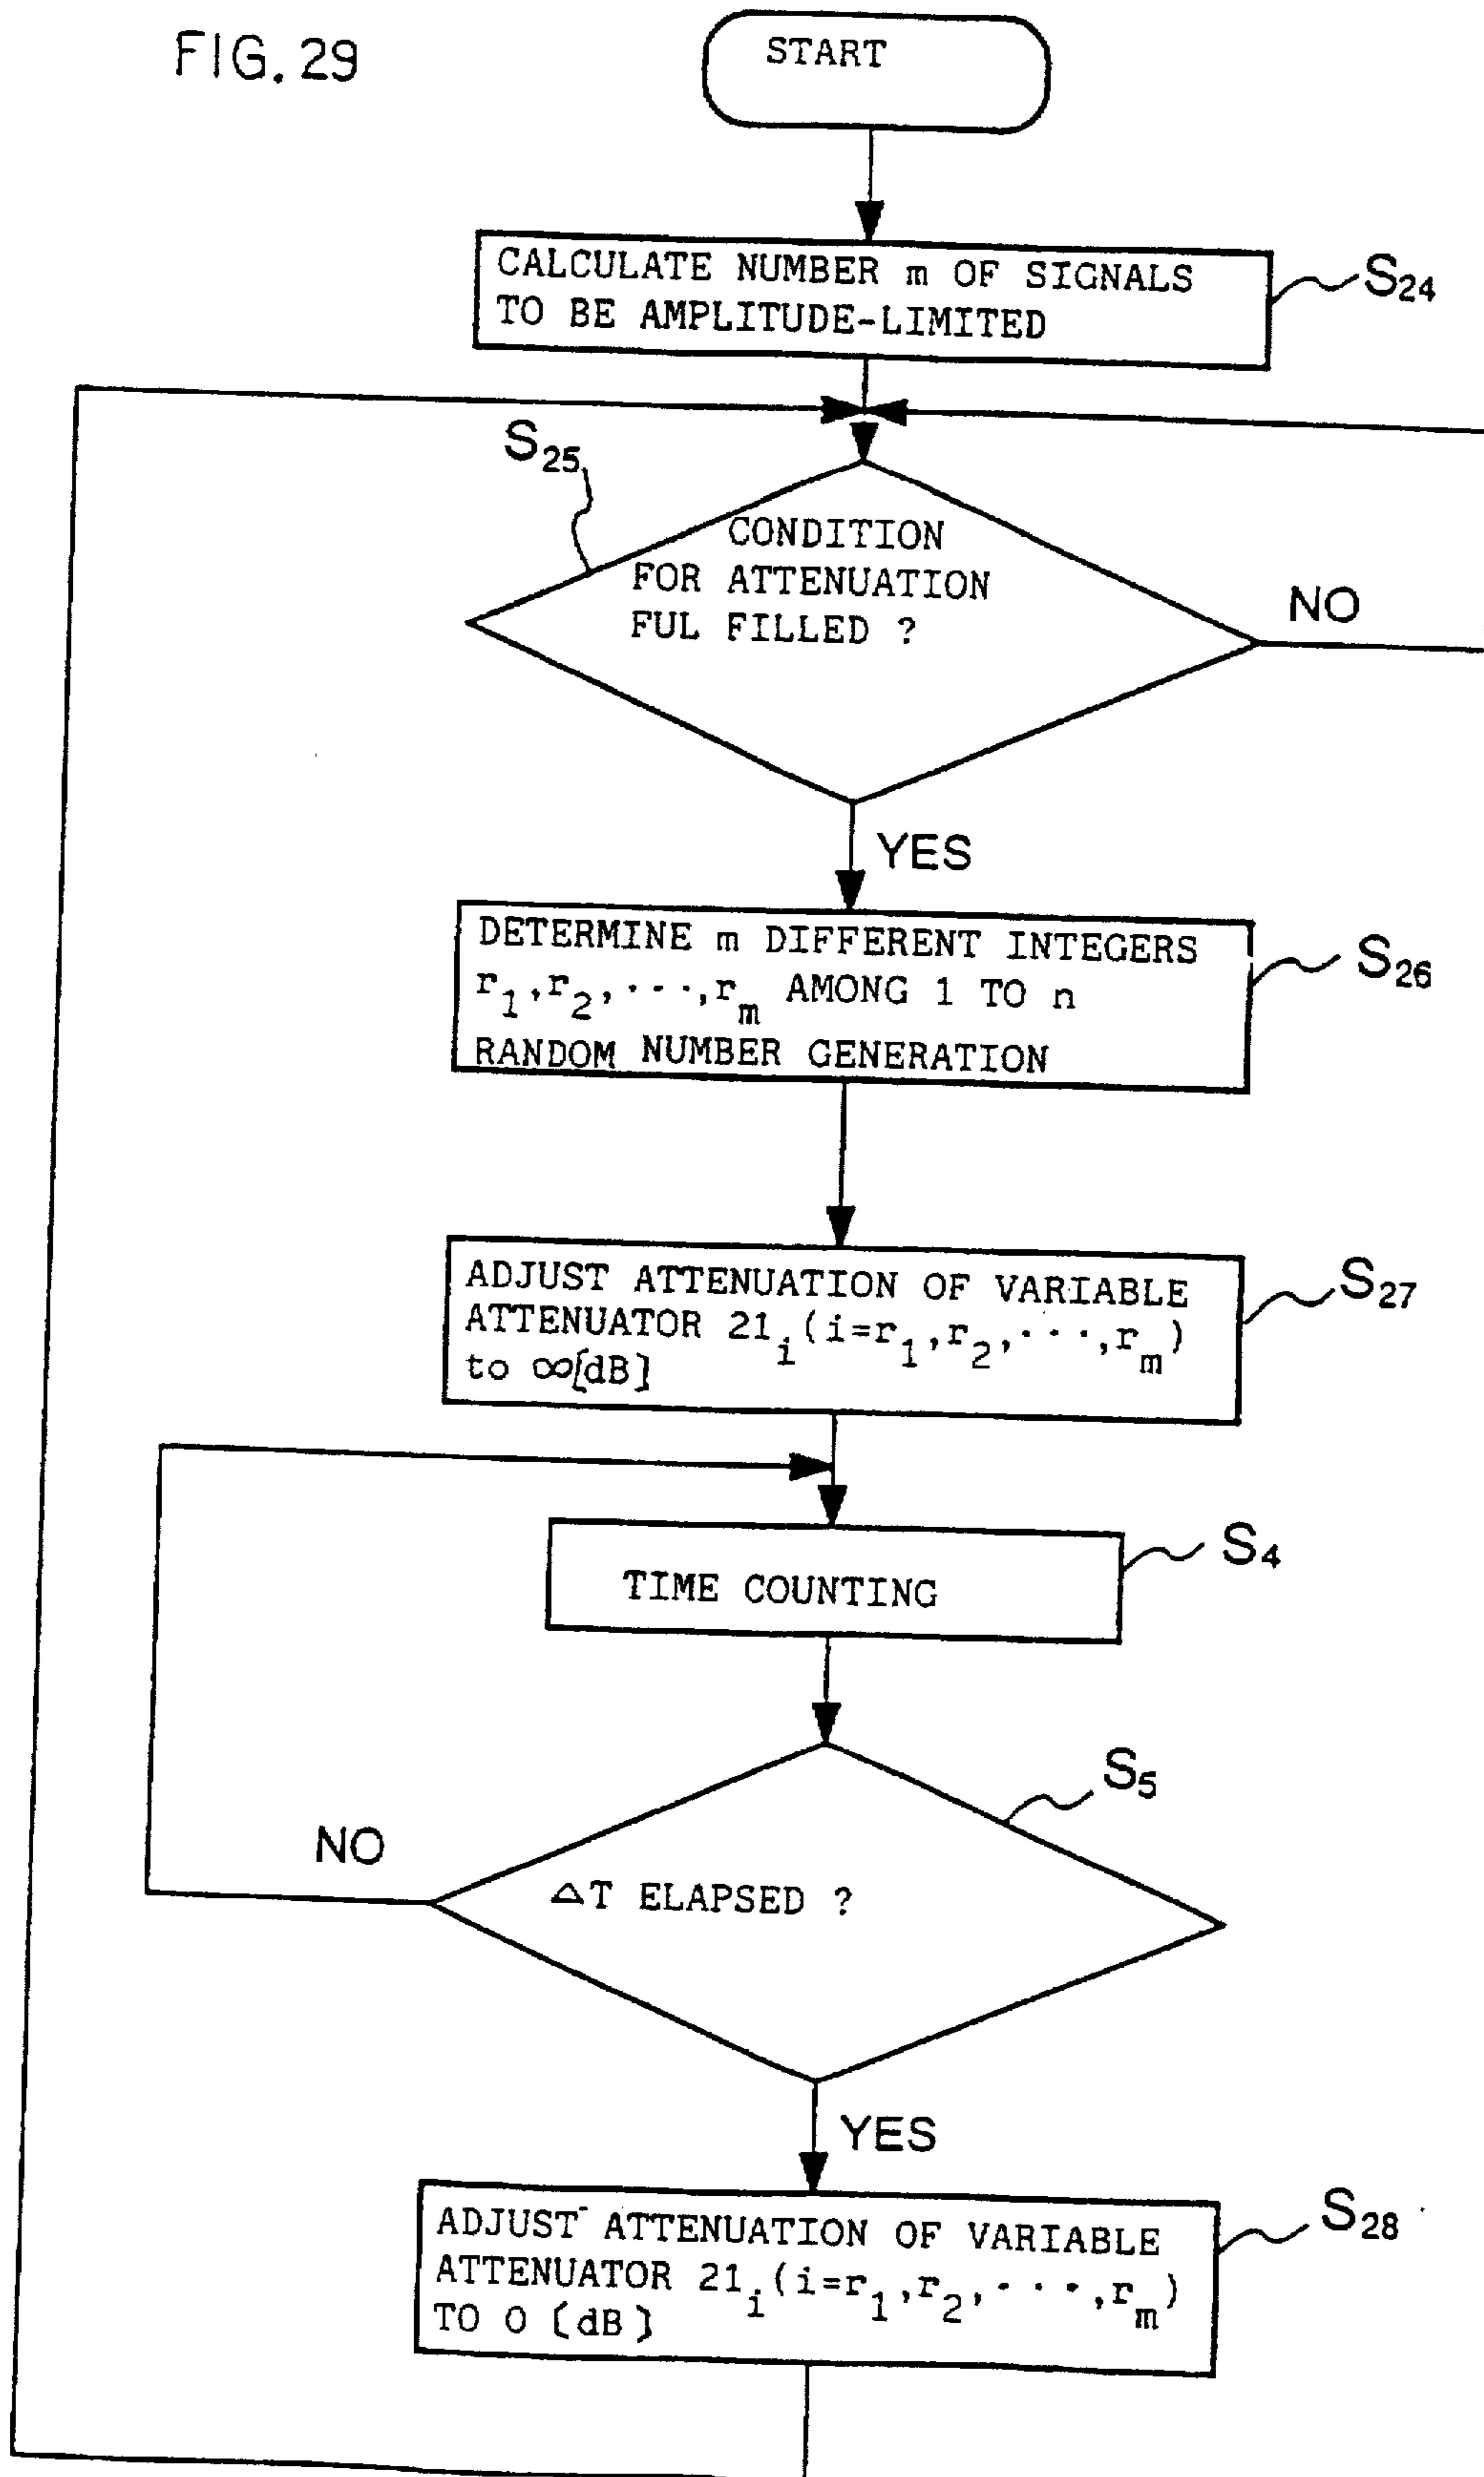 FIG. 29
START
CALCULATE NUMBER m OF SIGNALS
TO BE AMPLITUDE-LIMITED
S24
S25
CONDITION
FOR ATTENUATION
FUL FILLED ?
NO
YES
DETERMINE m DIFFERENT INTEGERS
r1,r2,···,rm AMONG 1 TO n
RANDOM NUMBER GENERATION
S26
ADJUST ATTENUATION OF VARIABLE
ATTENUATOR 21i(i=r1,r2,···,rm)
to ∞[dB]
S27
TIME COUNTING
S4
S5
NO
ΔT ELAPSED ?
YES
ADJUST ATTENUATION OF VARIABLE
ATTENUATOR 21i(i=r1,r2,···,rm)
TO 0 [dB]
S28